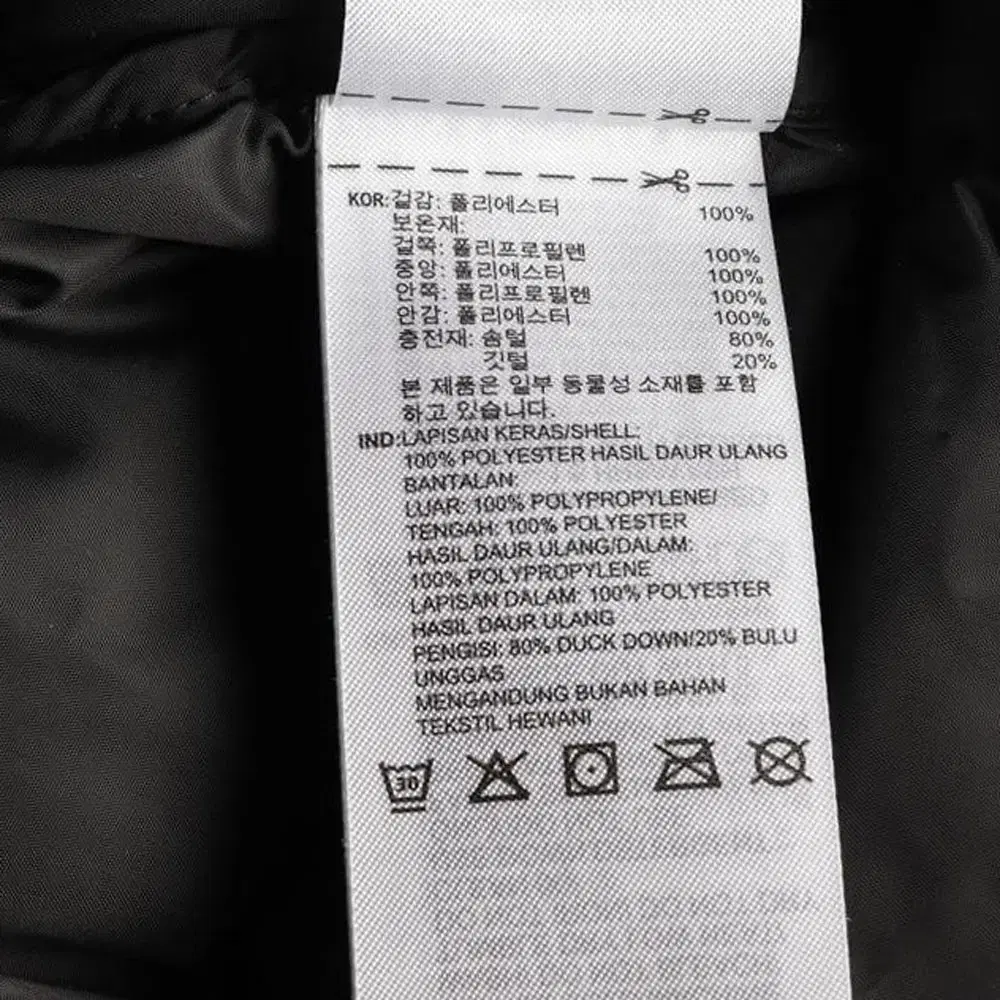 KOR: 겉감: 폴리에스터 100%
보온재:
겉쪽: 폴리프로필렌 100%
중앙: 폴리에스터 100%
안쪽: 폴리프로필렌 100%
안감: 폴리에스터 100%
충전재: 솜털 80%
깃털 20%
본 제품은 일부 동물성 소재를 포함
하고 있습니다.
IND: LAPISAN KERAS/SHELL:
100% POLYESTER HASIL DAUR ULANG
BANTALAN:
LUAR: 100% POLYPROPYLENE/
TENGAH: 100% POLYESTER
HASIL DAUR ULANG/DALAM:
100% POLYPROPYLENE
LAPISAN DALAM: 100% POLYESTER
HASIL DAUR ULANG
PENGISI: 80% DUCK DOWN/20% BULU
UNGGAS
MENGANDUNG BUKAN BAHAN
TEKSTIL HEWANI
30